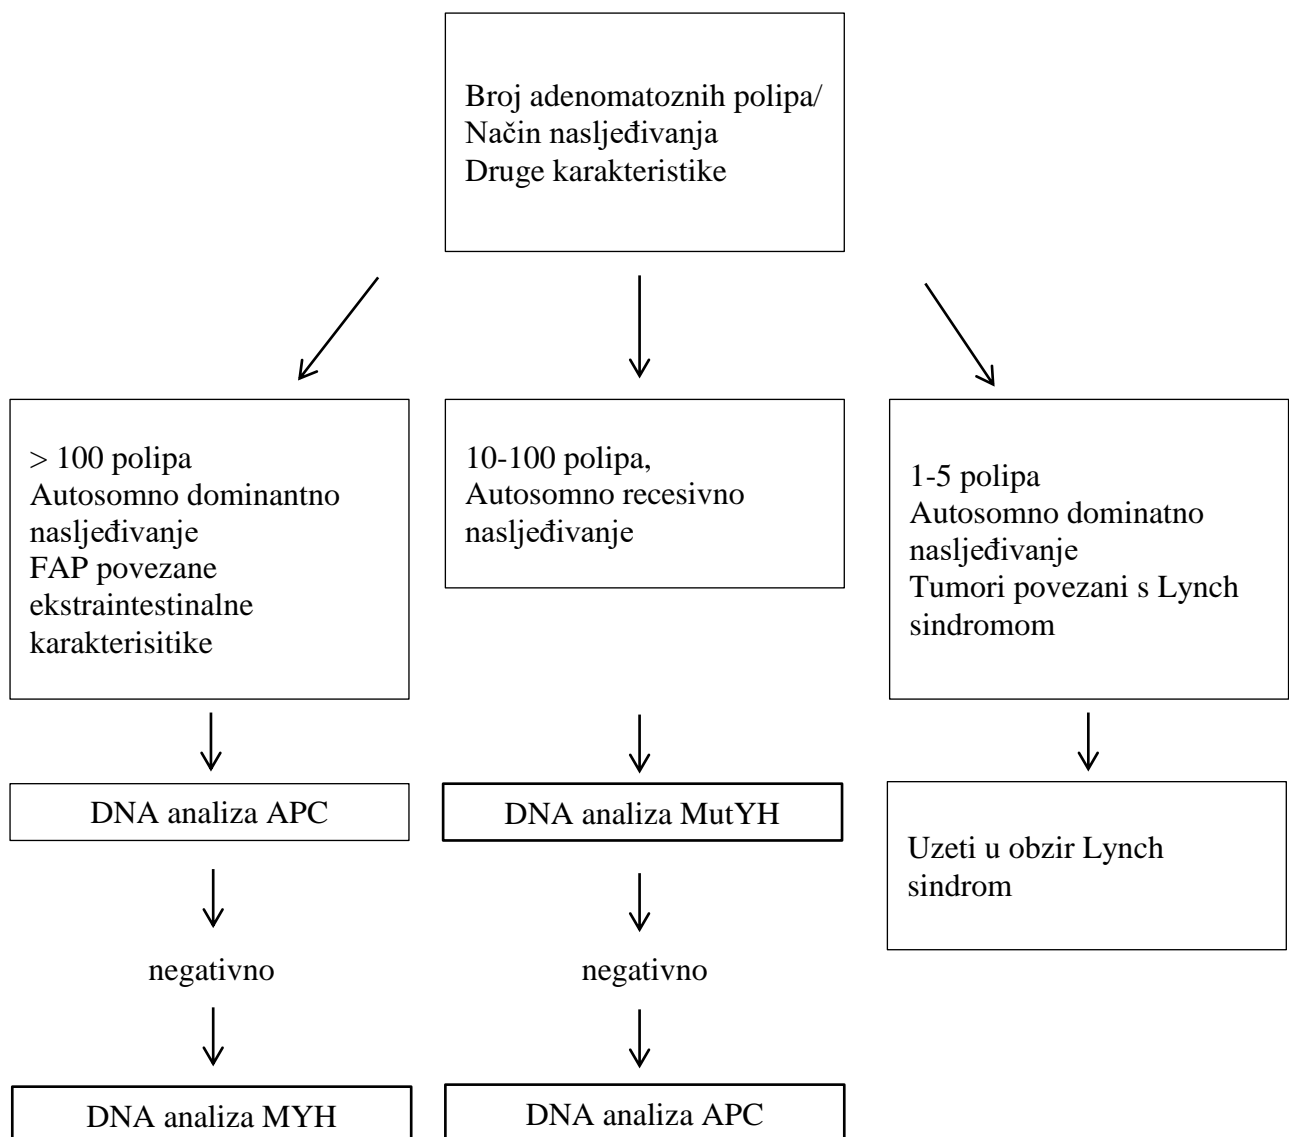 Broj adenomatoznih polipa/
Način nasljeđivanja
Druge karakteristike
> 100 polipa
Autosomno dominantno
nasljeđivanje
FAP povezane
ekstraintestinalne
karakterisitike
10-100 polipa,
Autosomno recesivno
nasljeđivanje
1-5 polipa
Autosomno dominatno
nasljeđivanje
Tumori povezani s Lynch
sindromom
DNA analiza APC
DNA analiza MutYH
Uzeti u obzir Lynch
sindrom
negativno
negativno
DNA analiza MYH
DNA analiza APC